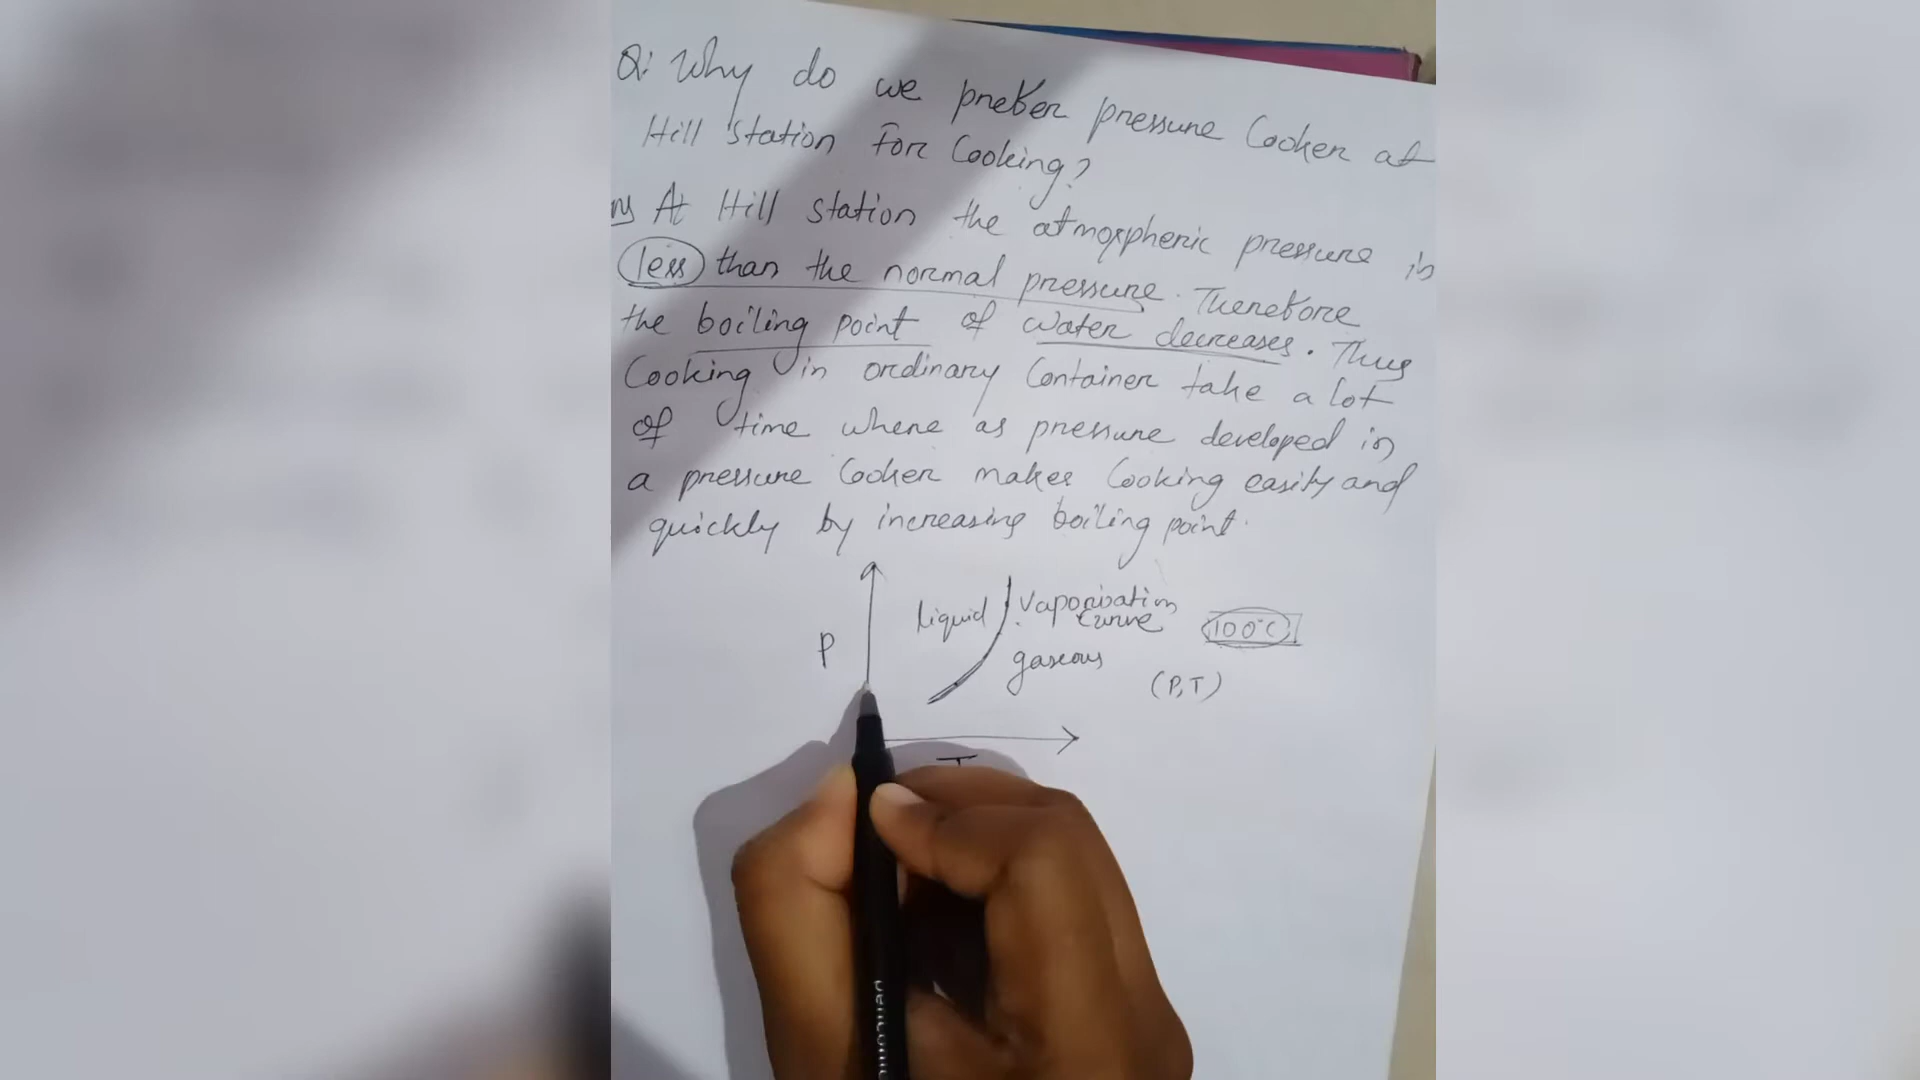 Q: Why do we prefer pressure Cooker at
Hill station for Cooking?
At Hill station the atmospheric pressure is
less than the normal pressure. Therefore
the boiling point of water decreases. Thus
Cooking in ordinary Container take a lot
of time where as pressure developed in
a pressure Cooker makes Cooking easily and
quickly by increasing boiling point.
liquid
Vaporisation
Curve
100°C
P
gaseous
(P,T)
T